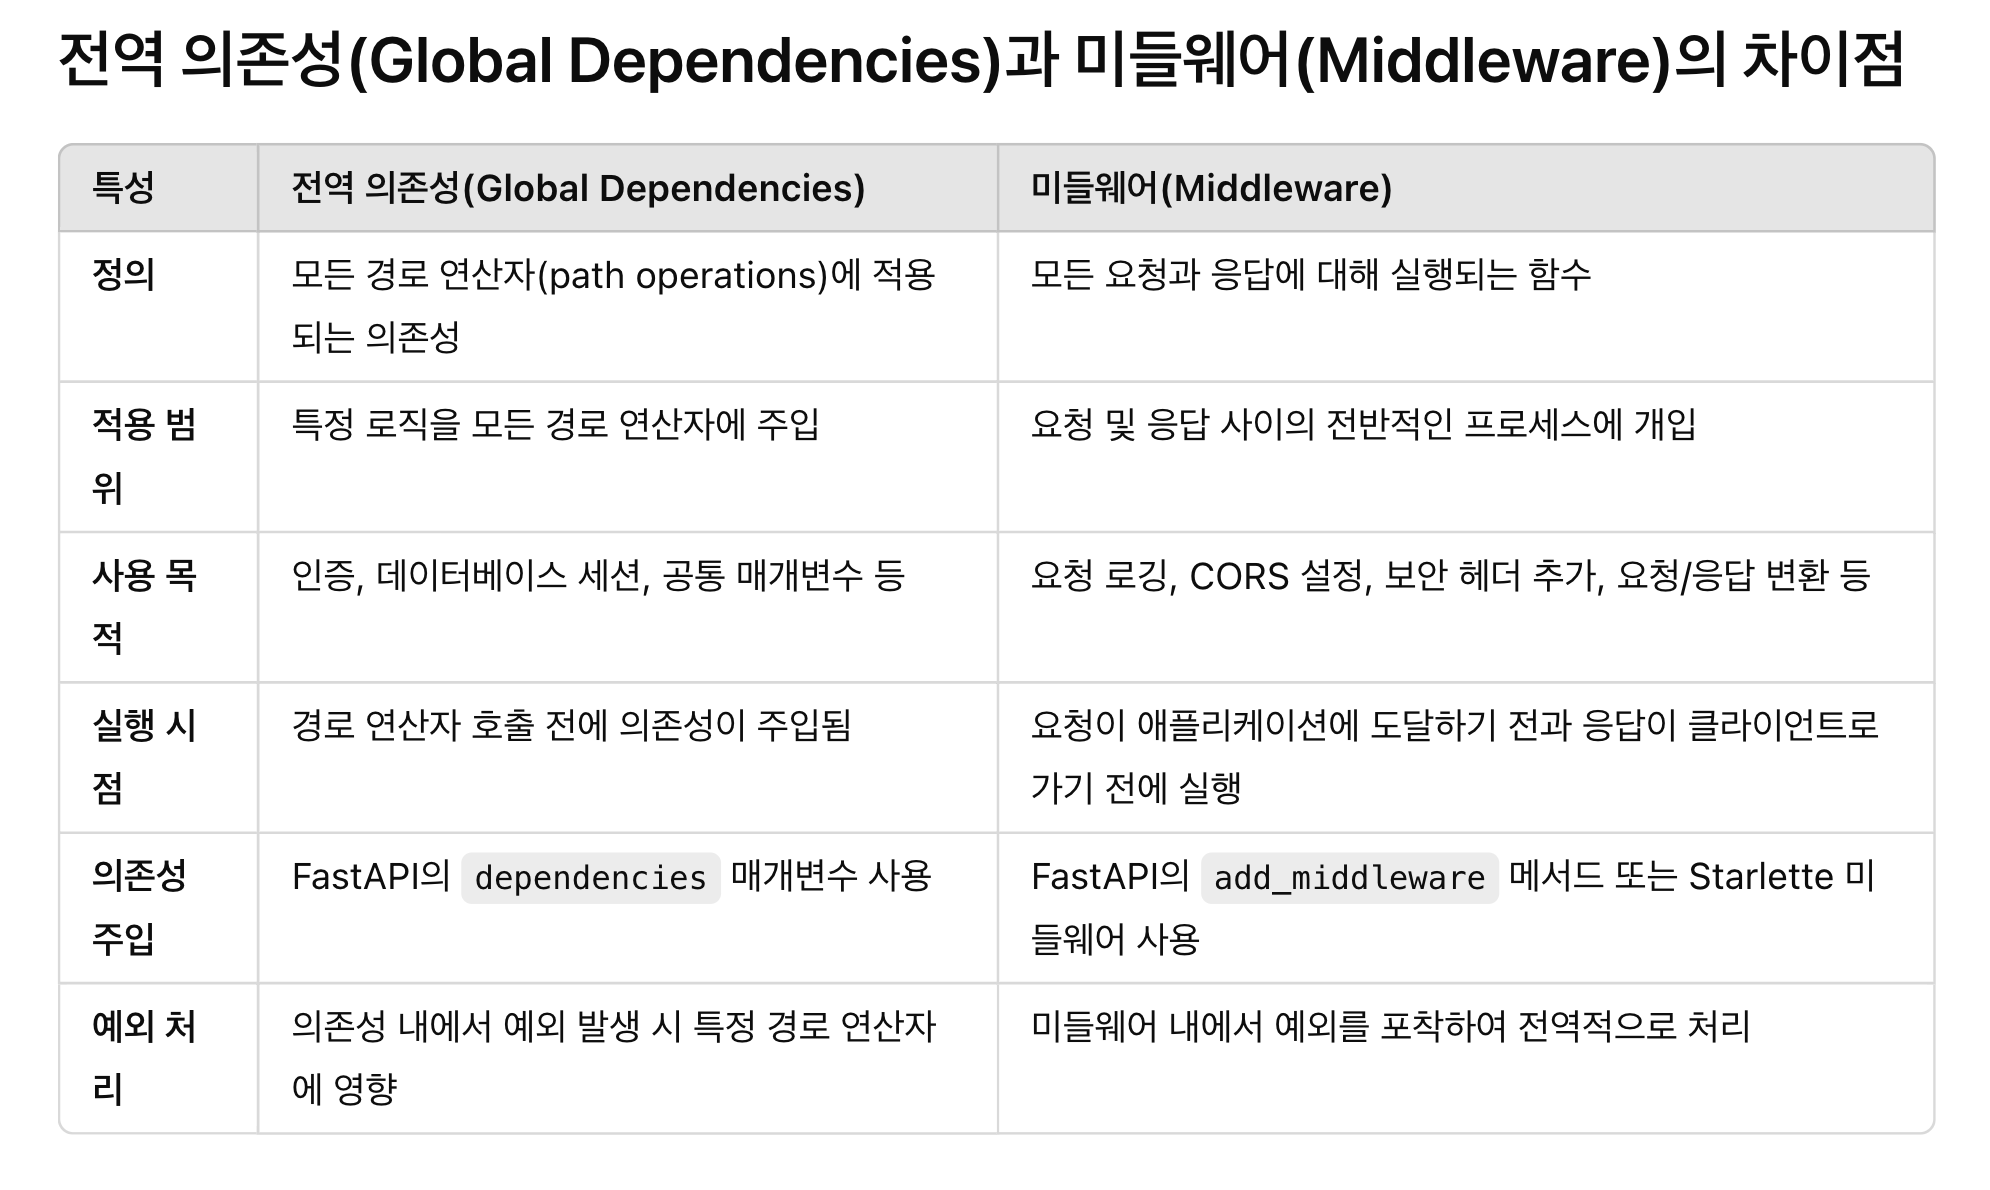 전역 의존성(Global Dependencies)과 미들웨어(Middleware)의 차이점
특성
전역 의존성(Global Dependencies)
미들웨어(Middleware)
정의
모든 경로 연산자(path operations)에 적용
되는 의존성
모든 요청과 응답에 대해 실행되는 함수
적용 범
위
특정 로직을 모든 경로 연산자에 주입
요청 및 응답 사이의 전반적인 프로세스에 개입
사용 목
적
인증, 데이터베이스 세션, 공통 매개변수 등
요청 로깅, CORS 설정, 보안 헤더 추가, 요청/응답 변환 등
실행 시
점
경로 연산자 호출 전에 의존성이 주입됨
요청이 애플리케이션에 도달하기 전과 응답이 클라이언트로
가기 전에 실행
의존성
주입
FastAPI의 dependencies 매개변수 사용
FastAPI의 add_middleware 메서드 또는 Starlette 미
들웨어 사용
예외 처
리
의존성 내에서 예외 발생 시 특정 경로 연산자
에 영향
미들웨어 내에서 예외를 포착하여 전역적으로 처리